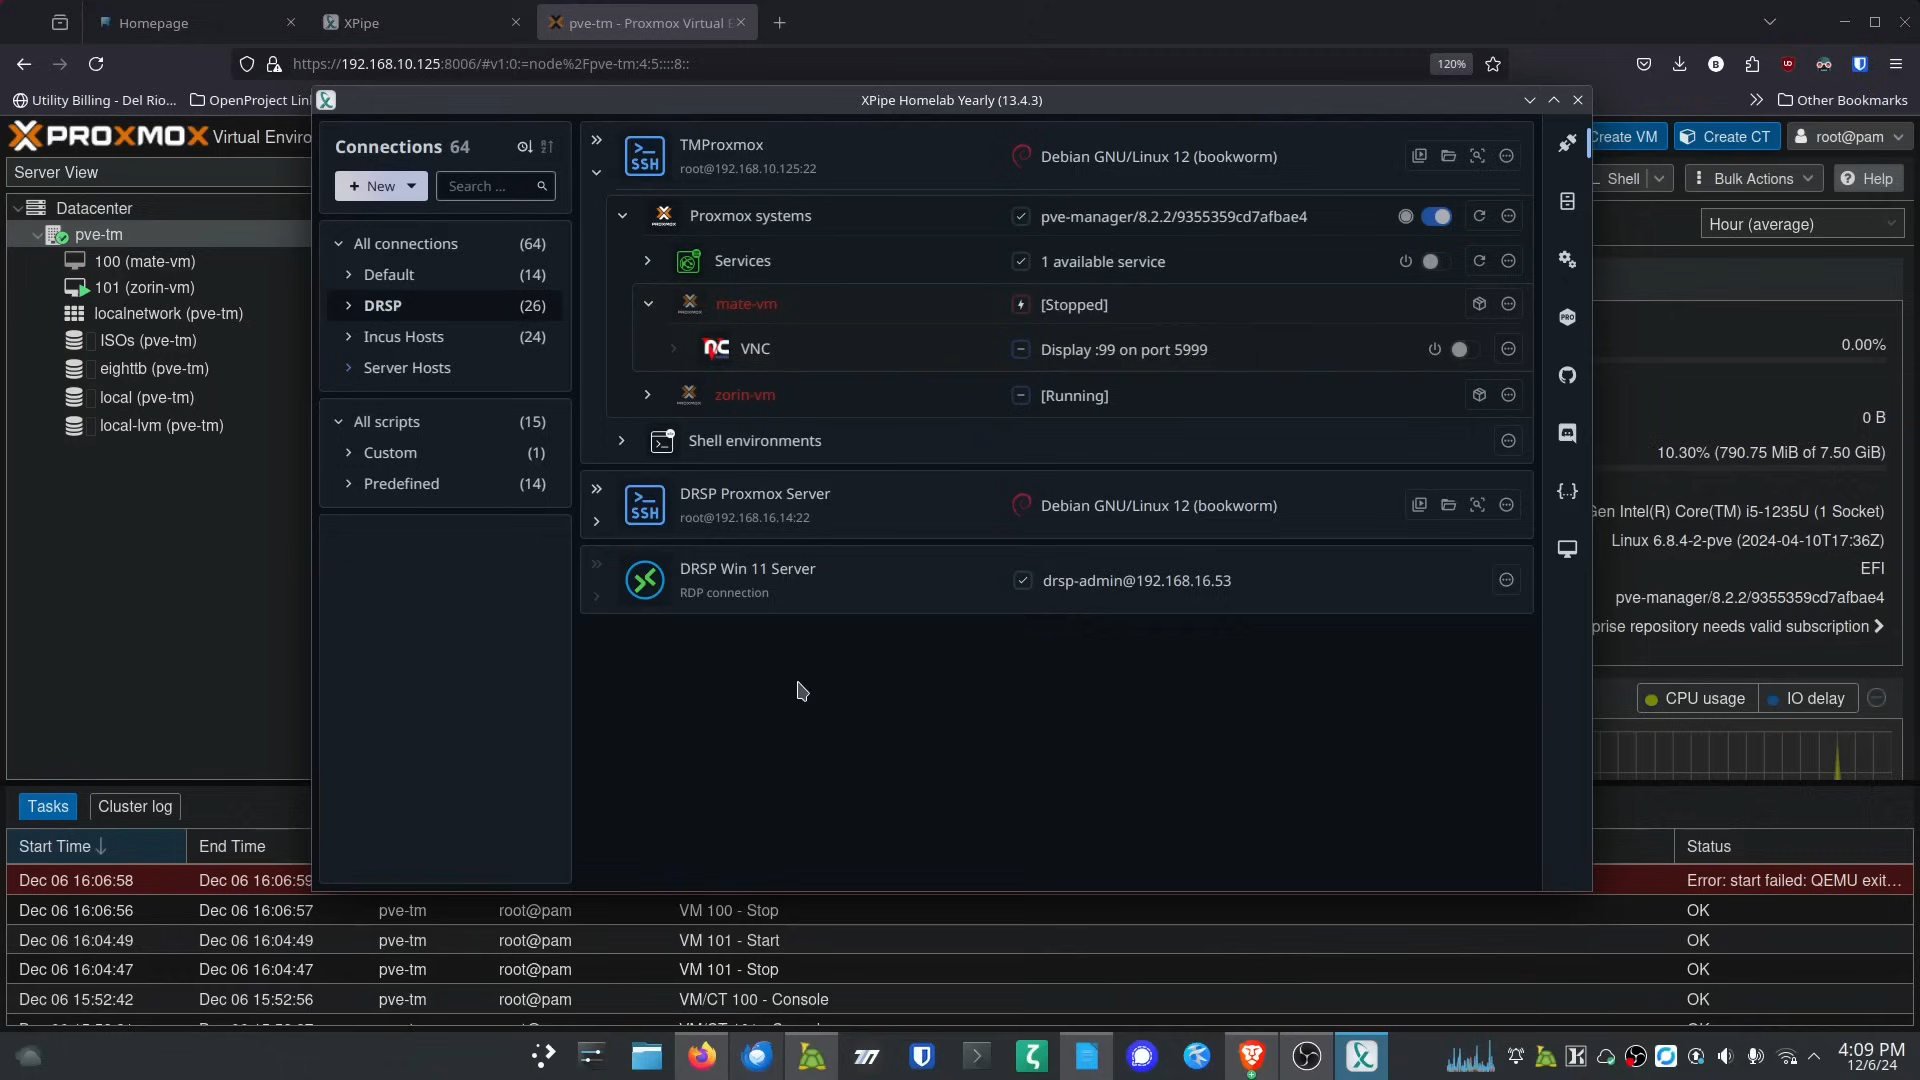 Homepage
XPipe
pve-tm - Proxmox Virtual E
https://192.168.10.125:8006/#v1:0:=node%2Fpve-tm:4:5::::8::
120%
Utility Billing - Del Rio...
OpenProject Lin
Other Bookmarks
XPipe Homelab Yearly (13.4.3)
PROXMOX Virtual Enviro
Create VM
Create CT
root@pam
Server View
Shell
Bulk Actions
Help
Datacenter
pve-tm
100 (mate-vm)
101 (zorin-vm)
localnetwork (pve-tm)
ISOs (pve-tm)
eighttb (pve-tm)
local (pve-tm)
local-lvm (pve-tm)
Connections 64
New
Search ...
All connections (64)
Default (14)
DRSP (26)
Incus Hosts (24)
Server Hosts
All scripts (15)
Custom (1)
Predefined (14)
SSH
TMProxmox
root@192.168.10.125:22
Debian GNU/Linux 12 (bookworm)
Proxmox systems
pve-manager/8.2.2/9355359cd7afbae4
Services
1 available service
mate-vm
[Stopped]
VNC
Display :99 on port 5999
zorin-vm
[Running]
Shell environments
SSH
DRSP Proxmox Server
root@192.168.16.14:22
Debian GNU/Linux 12 (bookworm)
DRSP Win 11 Server
RDP connection
drsp-admin@192.168.16.53
PRO
Hour (average)
0.00%
0 B
10.30% (790.75 MiB of 7.50 GiB)
Gen Intel(R) Core(TM) i5-1235U (1 Socket)
Linux 6.8.4-2-pve (2024-04-10T17:36Z)
EFI
pve-manager/8.2.2/9355359cd7afbae4
prise repository needs valid subscription
CPU usage
IO delay
Tasks
Cluster log
Start Time
End Time
Status
Dec 06 16:06:58 Dec 06 16:06:59 Error: start failed: QEMU exit...
Dec 06 16:06:56 Dec 06 16:06:57 pve-tm root@pam VM 100 - Stop OK
Dec 06 16:04:49 Dec 06 16:04:49 pve-tm root@pam VM 101 - Start OK
Dec 06 16:04:47 Dec 06 16:04:47 pve-tm root@pam VM 101 - Stop OK
Dec 06 15:52:42 Dec 06 15:52:56 pve-tm root@pam VM/CT 100 - Console OK
4:09 PM
12/6/24